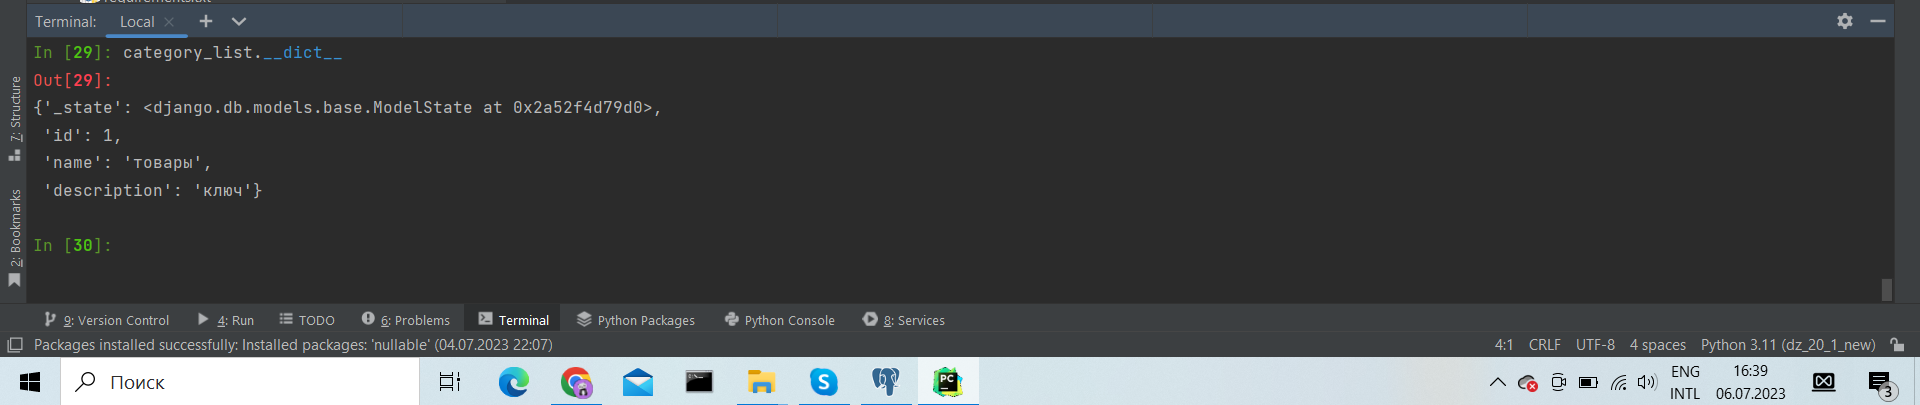 Terminal: Local
In [29]: category_list.__dict__
Out[29]:
{'_state': <django.db.models.base.ModelState at 0x2a52f4d79d0>,
'id': 1,
'name': 'товары',
'description': 'ключ'}
In [30]:
7: Structure
2: Bookmarks
9: Version Control 4: Run TODO 6: Problems Terminal Python Packages Python Console 8: Services
Packages installed successfully: Installed packages: 'nullable' (04.07.2023 22:07) 4:1 CRLF UTF-8 4 spaces Python 3.11 (dz_20_1_new)
Поиск
PC
ENG 16:39
INTL 06.07.2023
3